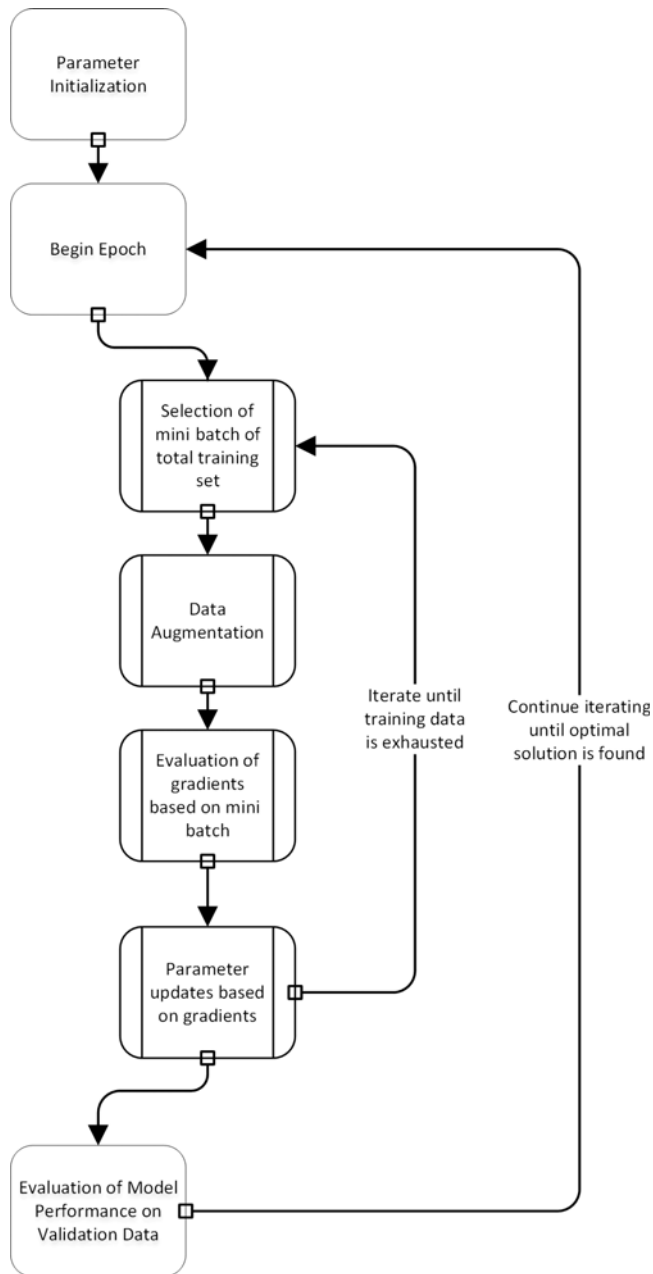 Parameter
Initialization
Begin Epoch
Selection of
mini batch of
total training
set
Data
Augmentation
Evaluation of
gradients
based on mini
batch
Parameter
updates based
on gradients
Iterate until
training data
is exhausted
Continue iterating
until optimal
solution is found
Evaluation of Model
Performance on
Validation Data